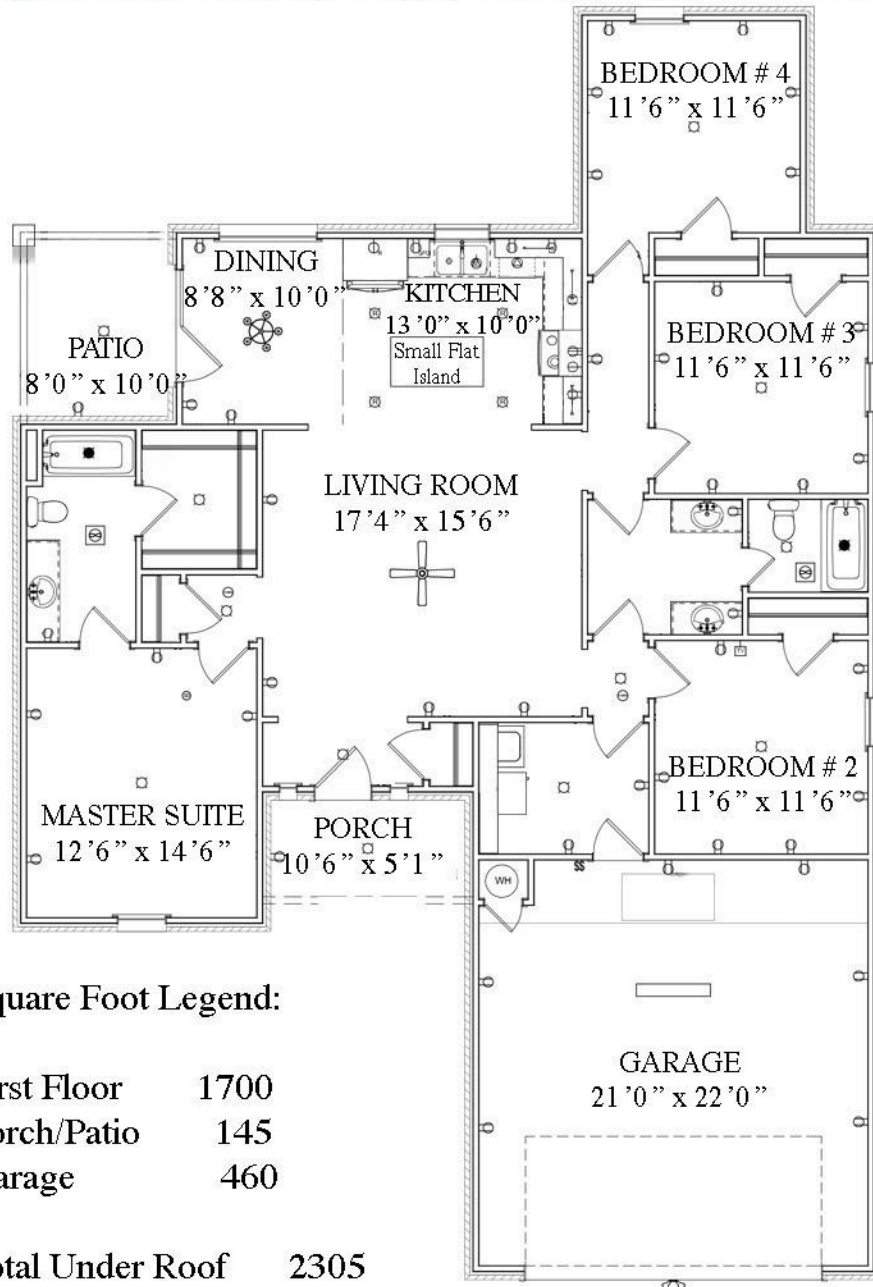 BEDROOM # 4
11’6” x 11’6”
DINING
8’8” x 10’0”
KITCHEN
13’0” x 10’0”
Small Flat
Island
PATIO
8’0” x 10’0”
BEDROOM # 3
11’6” x 11’6”
LIVING ROOM
17’4” x 15’6”
BEDROOM # 2
11’6” x 11’6”
MASTER SUITE
12’6” x 14’6”
PORCH
10’6” x 5’1”
WH
$$
GARAGE
21’0” x 22’0”
quare Foot Legend:
rst Floor 1700
orch/Patio 145
arage 460
otal Under Roof 2305